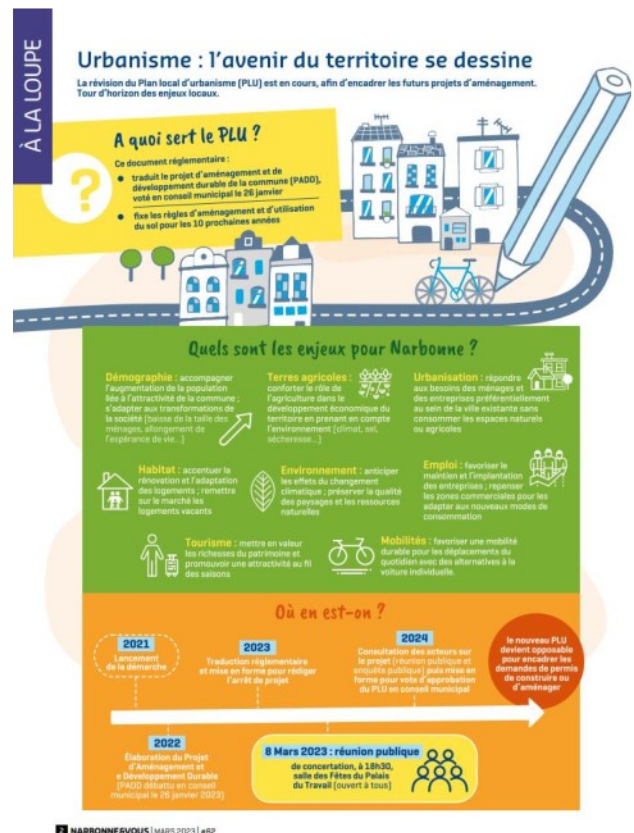 À LA LOUPE
Urbanisme : l'avenir du territoire se dessine
La révision du Plan local d'urbanisme (PLU) est en cours, afin d'encadrer les futurs projets d'aménagement.
Tour d'horizon des enjeux locaux.
A quoi sert le PLU ?
?
Ce document réglementaire :
• traduit le projet d'aménagement et de
développement durable de la commune (PADD),
voté en conseil municipal le 26 janvier
• fixe les règles d'aménagement et d'utilisation
du sol pour les 10 prochaines années
Quels sont les enjeux pour Narbonne ?
Démographie : accompagner
l'augmentation de la population
liée à l'attractivité de la commune ;
s'adapter aux transformations de
la société (baisse de la taille des
ménages, allongement de
l'espérance de vie...)
Terres agricoles :
conforter le rôle de
l'agriculture dans le
développement économique du
territoire en prenant en compte
l'environnement (climat, sel,
sécheresse...)
Urbanisation : répondre
aux besoins des ménages et
des entreprises préférentiellement
au sein de la ville existante sans
consommer les espaces naturels
ou agricoles
Habitat : accentuer la
rénovation et l'adaptation
des logements ; remettre
sur le marché les
logements vacants
Environnement : anticiper
les effets du changement
climatique ; préserver la qualité
des paysages et les ressources
naturelles
Emploi : favoriser le
maintien et l'implantation
des entreprises ; repenser
les zones commerciales pour les
adapter aux nouveaux modes de
consommation
Tourisme : mettre en valeur
les richesses du patrimoine et
promouvoir une attractivité au fil
des saisons
Mobilités : favoriser une mobilité
durable pour les déplacements du
quotidien avec des alternatives à la
voiture individuelle.
Où en est-on ?
2021
Lancement
de la démarche
2022
Élaboration du Projet
d'Aménagement et
e Développement Durable
(PADD débattu en conseil
municipal le 26 janvier 2023)
2023
Traduction réglementaire
et mise en forme pour rédiger
l'arrêt de projet
8 Mars 2023 : réunion publique
de concertation, à 18h30,
salle des Fêtes du Palais
du Travail (ouvert à tous)
2024
Consultation des acteurs sur
le projet (réunion publique et
enquête publique) puis mise en
forme pour vote d'approbation
du PLU en conseil municipal
le nouveau PLU
devient opposable
pour encadrer les
demandes de permis
de construire ou
d'aménager
2 NARBONNE&VOUS | MARS 2023 | #62